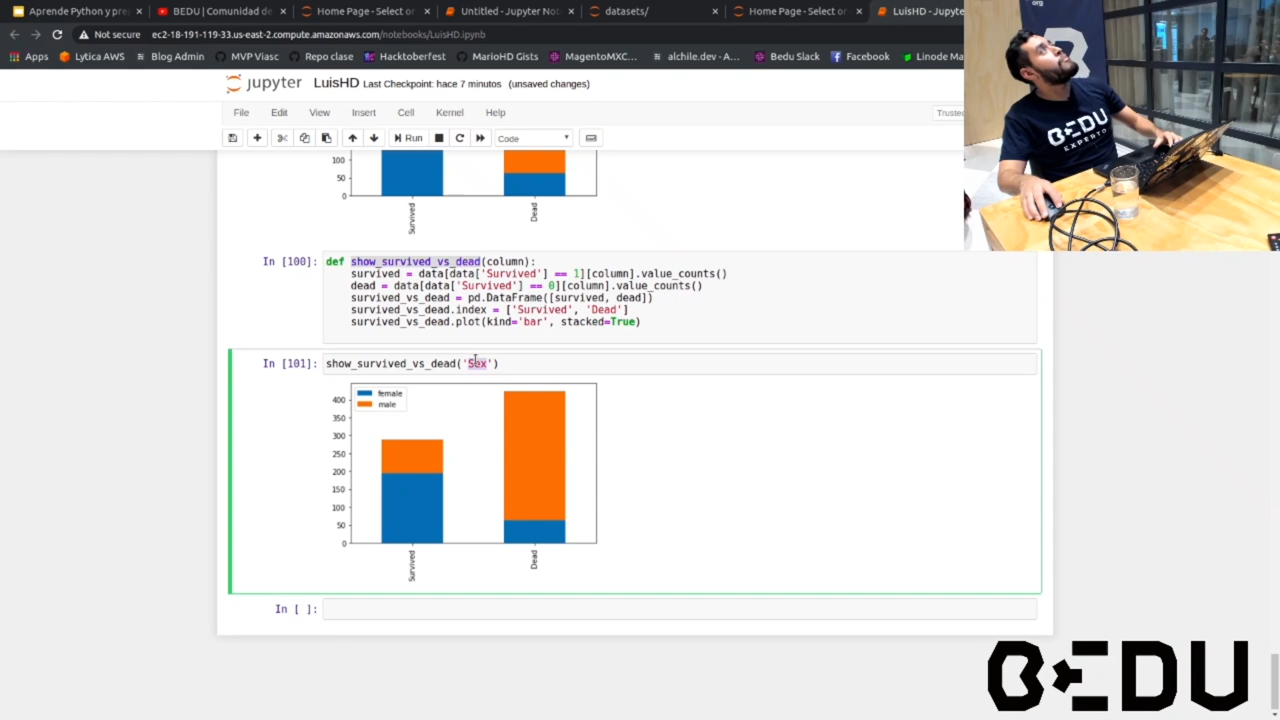 Aprende Python y pre
BEDU | Comunidad de
Home Page - Select or
Untitled - Jupyter Not
datasets/
Home Page - Select or
LuisHD - Jupyte
Not secure
ec2-18-191-119-33.us-east-2.compute.amazonaws.com/notebooks/LuisHD.ipynb
Apps
Lytica AWS
Blog Admin
MVP Masc
Repo clase
Hacktoberfest
MarioHD Gists
MagentoMXC...
alchile.dev - A...
Bedu Slack
Facebook
Linode Ma
org
jupyter LuisHD Last Checkpoint: hace 7 minutos (unsaved changes)
File Edit View Insert Cell Kernel Help
Trusted
Run
Code
BEDU
EXPERTO
100
50
0
Survived
Dead
In [100]:
def show_survived_vs_dead(column):
survived = data[data['Survived'] == 1][column].value_counts()
dead = data[data['Survived'] == 0][column].value_counts()
survived_vs_dead = pd.DataFrame([survived, dead])
survived_vs_dead.index = ['Survived', 'Dead']
survived_vs_dead.plot(kind='bar', stacked=True)
In [101]:
show_survived_vs_dead('Sex')
female
male
400
350
300
250
200
150
100
50
0
Survived
Dead
In [ ]:
BEDU